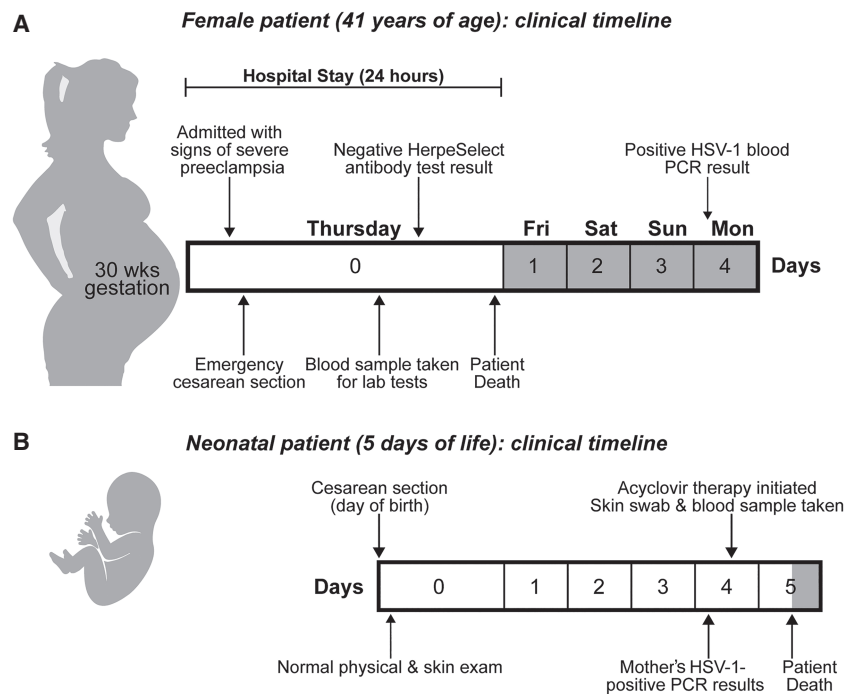 A
Female patient (41 years of age): clinical timeline
Hospital Stay (24 hours)
Admitted with
signs of severe
preeclampsia
Negative HerpeSelect
antibody test result
Positive HSV-1 blood
PCR result
Thursday
Fri
Sat
Sun
Mon
30 wks
gestation
0
1
2
3
4
Days
Emergency
cesarean section
Blood sample taken
for lab tests
Patient
Death
B
Neonatal patient (5 days of life): clinical timeline
Cesarean section
(day of birth)
Acyclovir therapy initiated
Skin swab & blood sample taken
Days
0
1
2
3
4
5
Normal physical & skin exam
Mother's HSV-1-
positive PCR results
Patient
Death